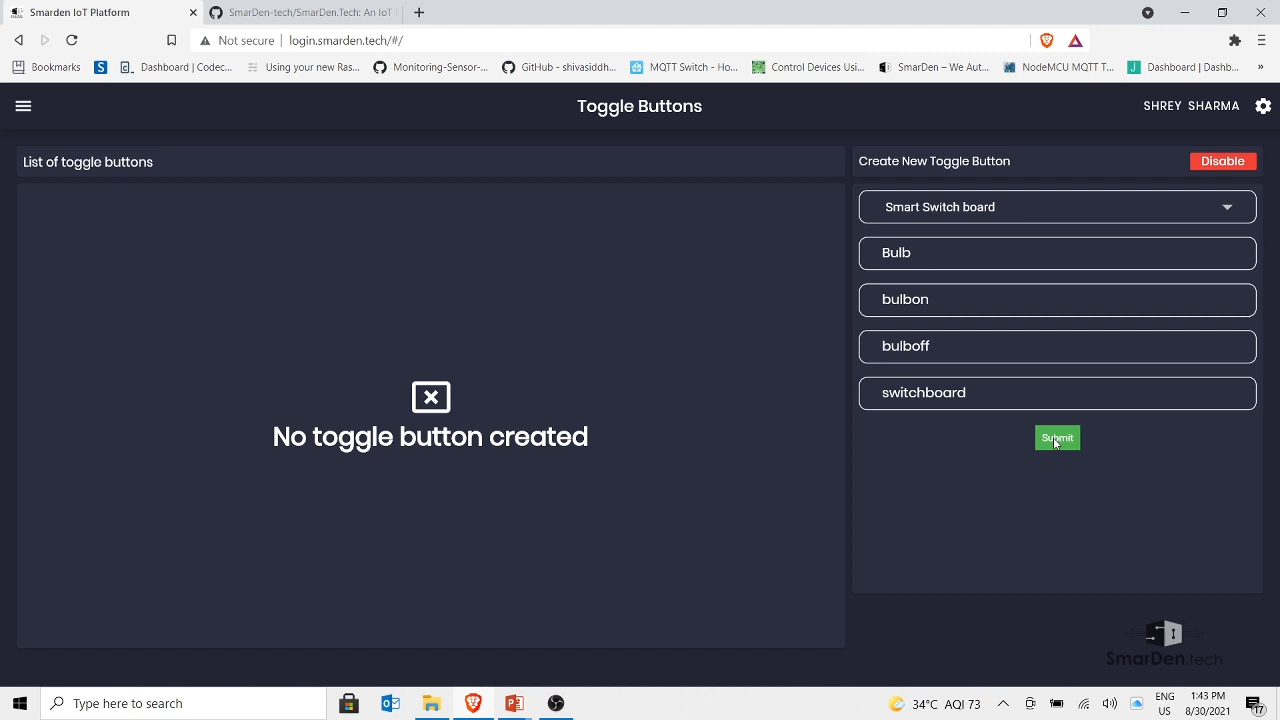 Smarden IoT Platform
SmarDen-tech/SmarDen.Tech: An IoT
Not secure
login.smarden.tech/#/
Bookmarks
Dashboard | Codec...
Using your new Ras...
Monitoring-Sensor-...
GitHub - shivasiddh...
MQTT Switch - Ho...
Control Devices Usi...
SmarDen – We Aut...
NodeMCU MQTT T...
Dashboard | Dashb...
»
Toggle Buttons
SHREY SHARMA
List of toggle buttons
Create New Toggle Button
Disable
Smart Switch board
Bulb
bulbon
bulboff
switchboard
Submit
No toggle button created
SmarDen.tech
Type here to search
34°C AQI 73
ENG
US
1:43 PM
8/30/2021
17